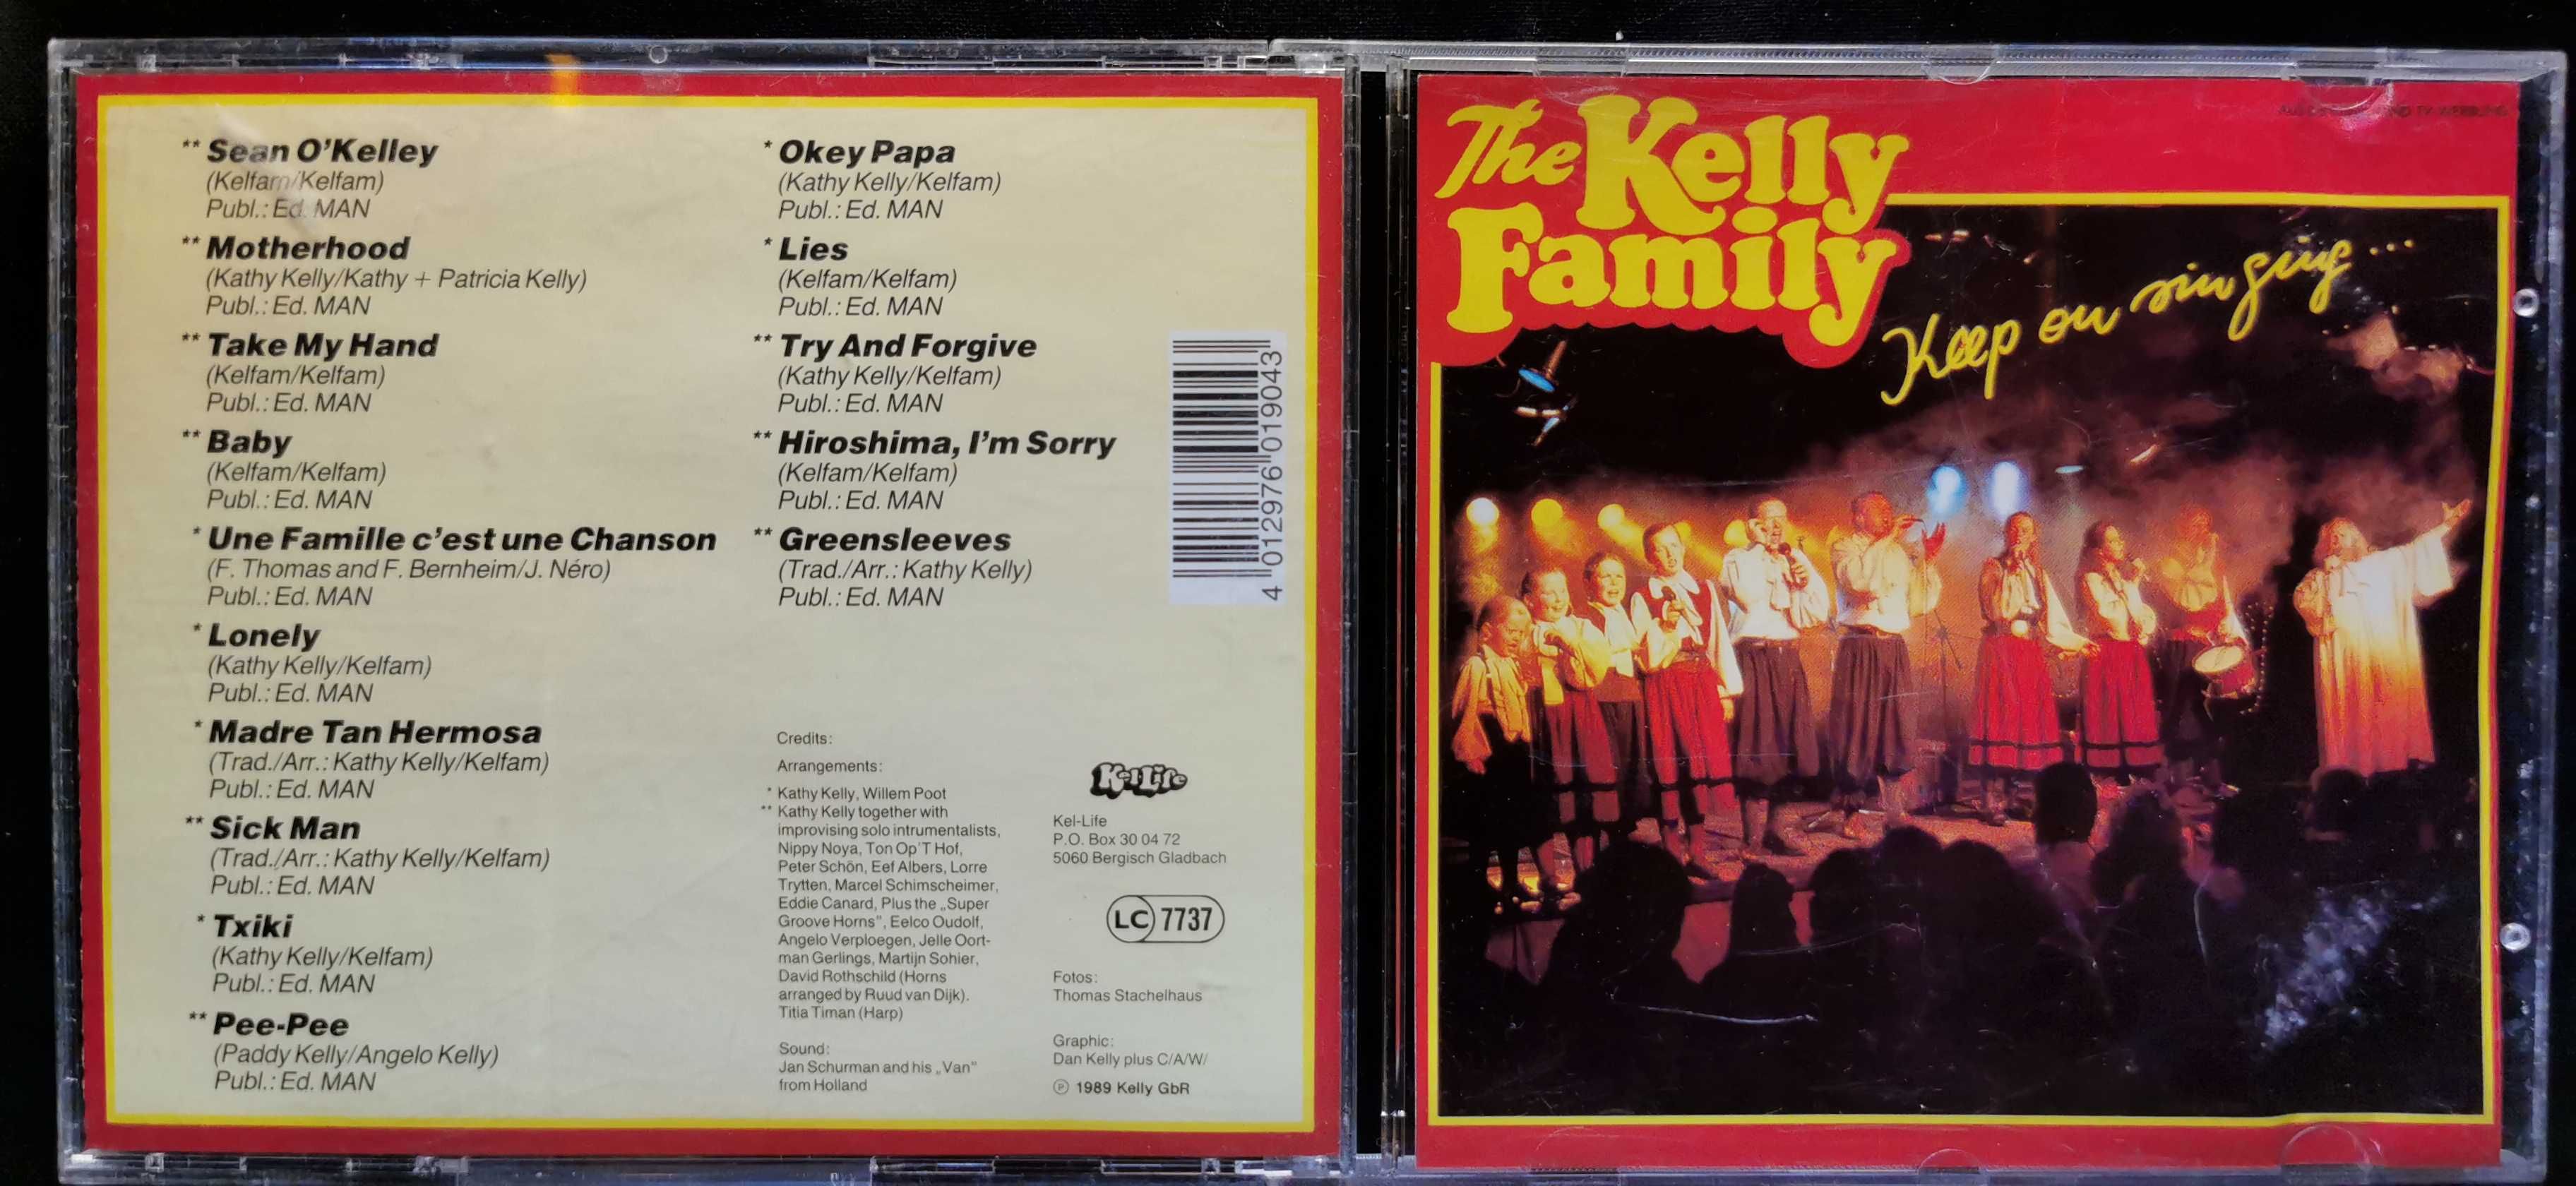 ** Sean O'Kelley
(Kelfam/Kelfam)
Publ.: Ed. MAN
** Motherhood
(Kathy Kelly/Kathy + Patricia Kelly)
Publ.: Ed. MAN
** Take My Hand
(Kelfam/Kelfam)
Publ.: Ed. MAN
** Baby
(Kelfam/Kelfam)
Publ.: Ed. MAN
* Une Famille c'est une Chanson
(F. Thomas and F. Bernheim/J. Néro)
Publ.: Ed. MAN
* Lonely
(Kathy Kelly/Kelfam)
Publ.: Ed. MAN
* Madre Tan Hermosa
(Trad./Arr.: Kathy Kelly/Kelfam)
Publ.: Ed. MAN
** Sick Man
(Trad./Arr.: Kathy Kelly/Kelfam)
Publ.: Ed. MAN
* Txiki
(Kathy Kelly/Kelfam)
Publ.: Ed. MAN
** Pee-Pee
(Paddy Kelly/Angelo Kelly)
Publ.: Ed. MAN
* Okey Papa
(Kathy Kelly/Kelfam)
Publ.: Ed. MAN
* Lies
(Kelfam/Kelfam)
Publ.: Ed. MAN
** Try And Forgive
(Kathy Kelly/Kelfam)
Publ.: Ed. MAN
** Hiroshima, I'm Sorry
(Kelfam/Kelfam)
Publ.: Ed. MAN
** Greensleeves
(Trad./Arr.: Kathy Kelly)
Publ.: Ed. MAN
4 012976 019043
Credits:
Arrangements:
* Kathy Kelly, Willem Poot
** Kathy Kelly together with
improvising solo intrumentalists,
Nippy Noya, Ton Op'T Hof,
Peter Schön, Eef Albers, Lorre
Trytten, Marcel Schimscheimer,
Eddie Canard, Plus the „Super
Groove Horns", Eelco Oudolf,
Angelo Verploegen, Jelle Oort-
man Gerlings, Martijn Sohier,
David Rothschild (Horns
arranged by Ruud van Dijk).
Titia Timan (Harp)
Sound:
Jan Schurman and his „Van"
from Holland
Kel-Life
Kel-Life
P.O. Box 30 04 72
5060 Bergisch Gladbach
LC 7737
Fotos:
Thomas Stachelhaus
Graphic:
Dan Kelly plus C/A/W/
Ⓟ 1989 Kelly GbR
The Kelly
Family
Keep on singing...
TV-WERBUNG